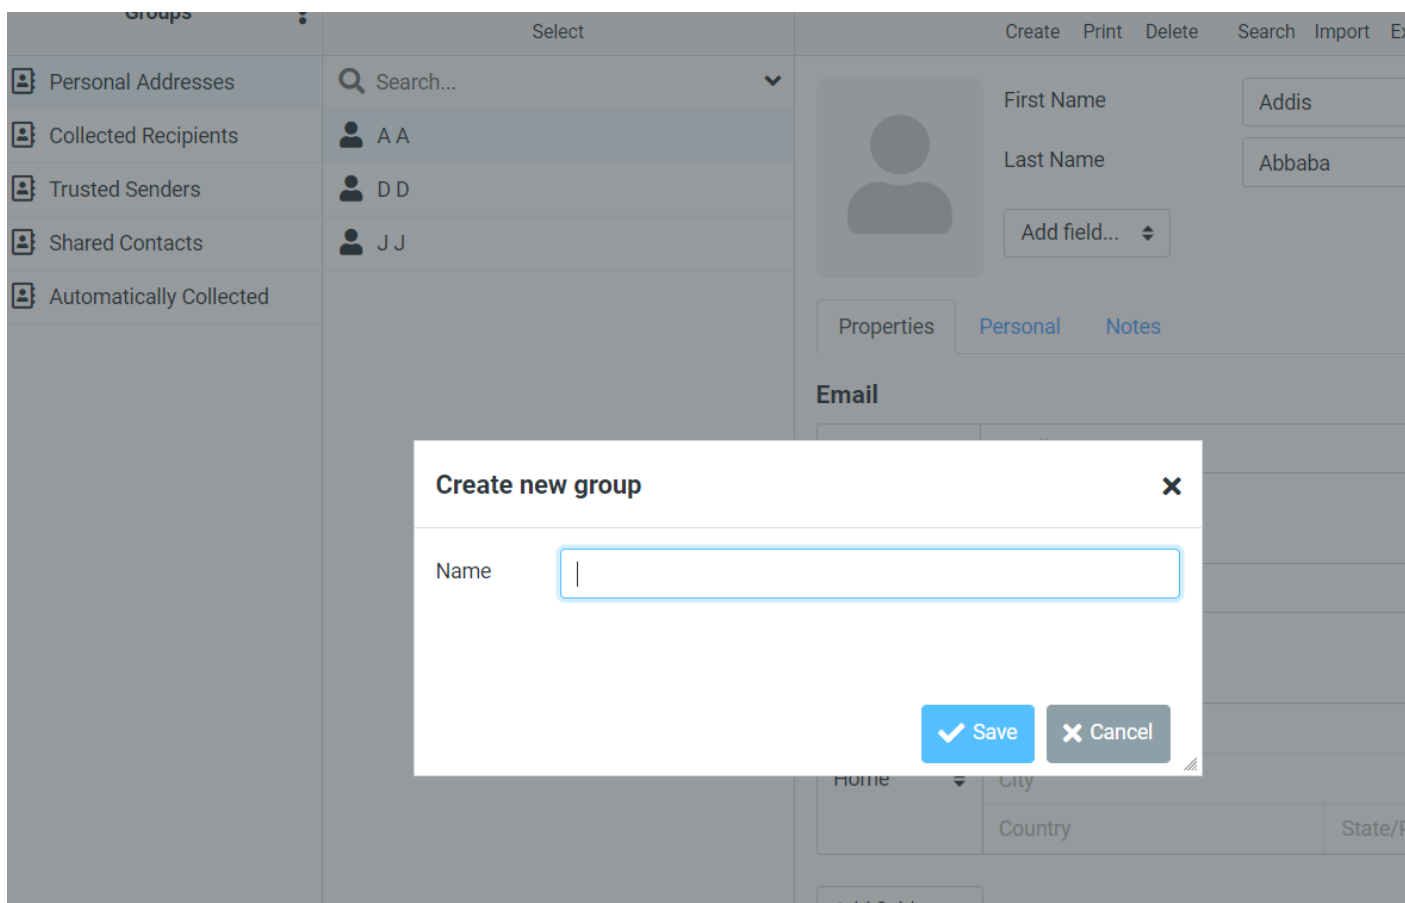 Groups
Select
Create Print Delete Search Import
Personal Addresses
Collected Recipients
Trusted Senders
Shared Contacts
Automatically Collected
Search...
A A
D D
J J
First Name
Addis
Last Name
Abbaba
Add field...
Properties
Personal
Notes
Email
Create new group
Name
Save
Cancel
Home
City
Country